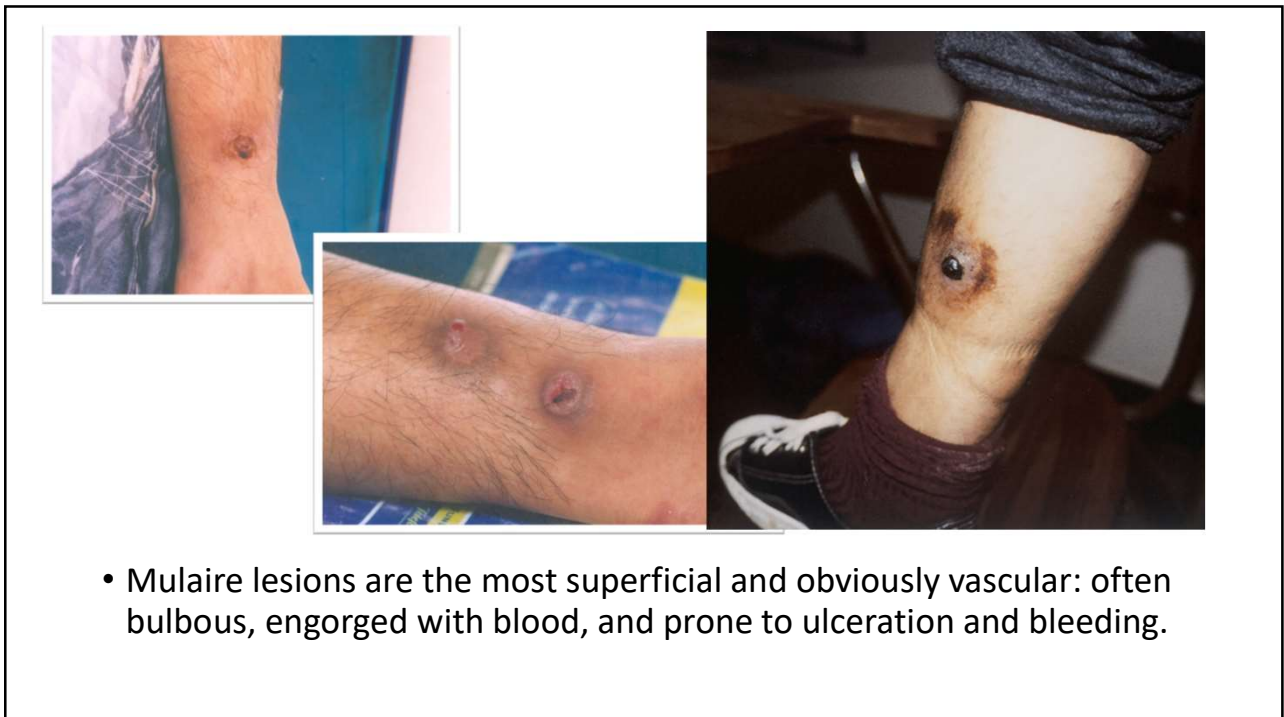 • Mulaire lesions are the most superficial and obviously vascular: often
bulbous, engorged with blood, and prone to ulceration and bleeding.